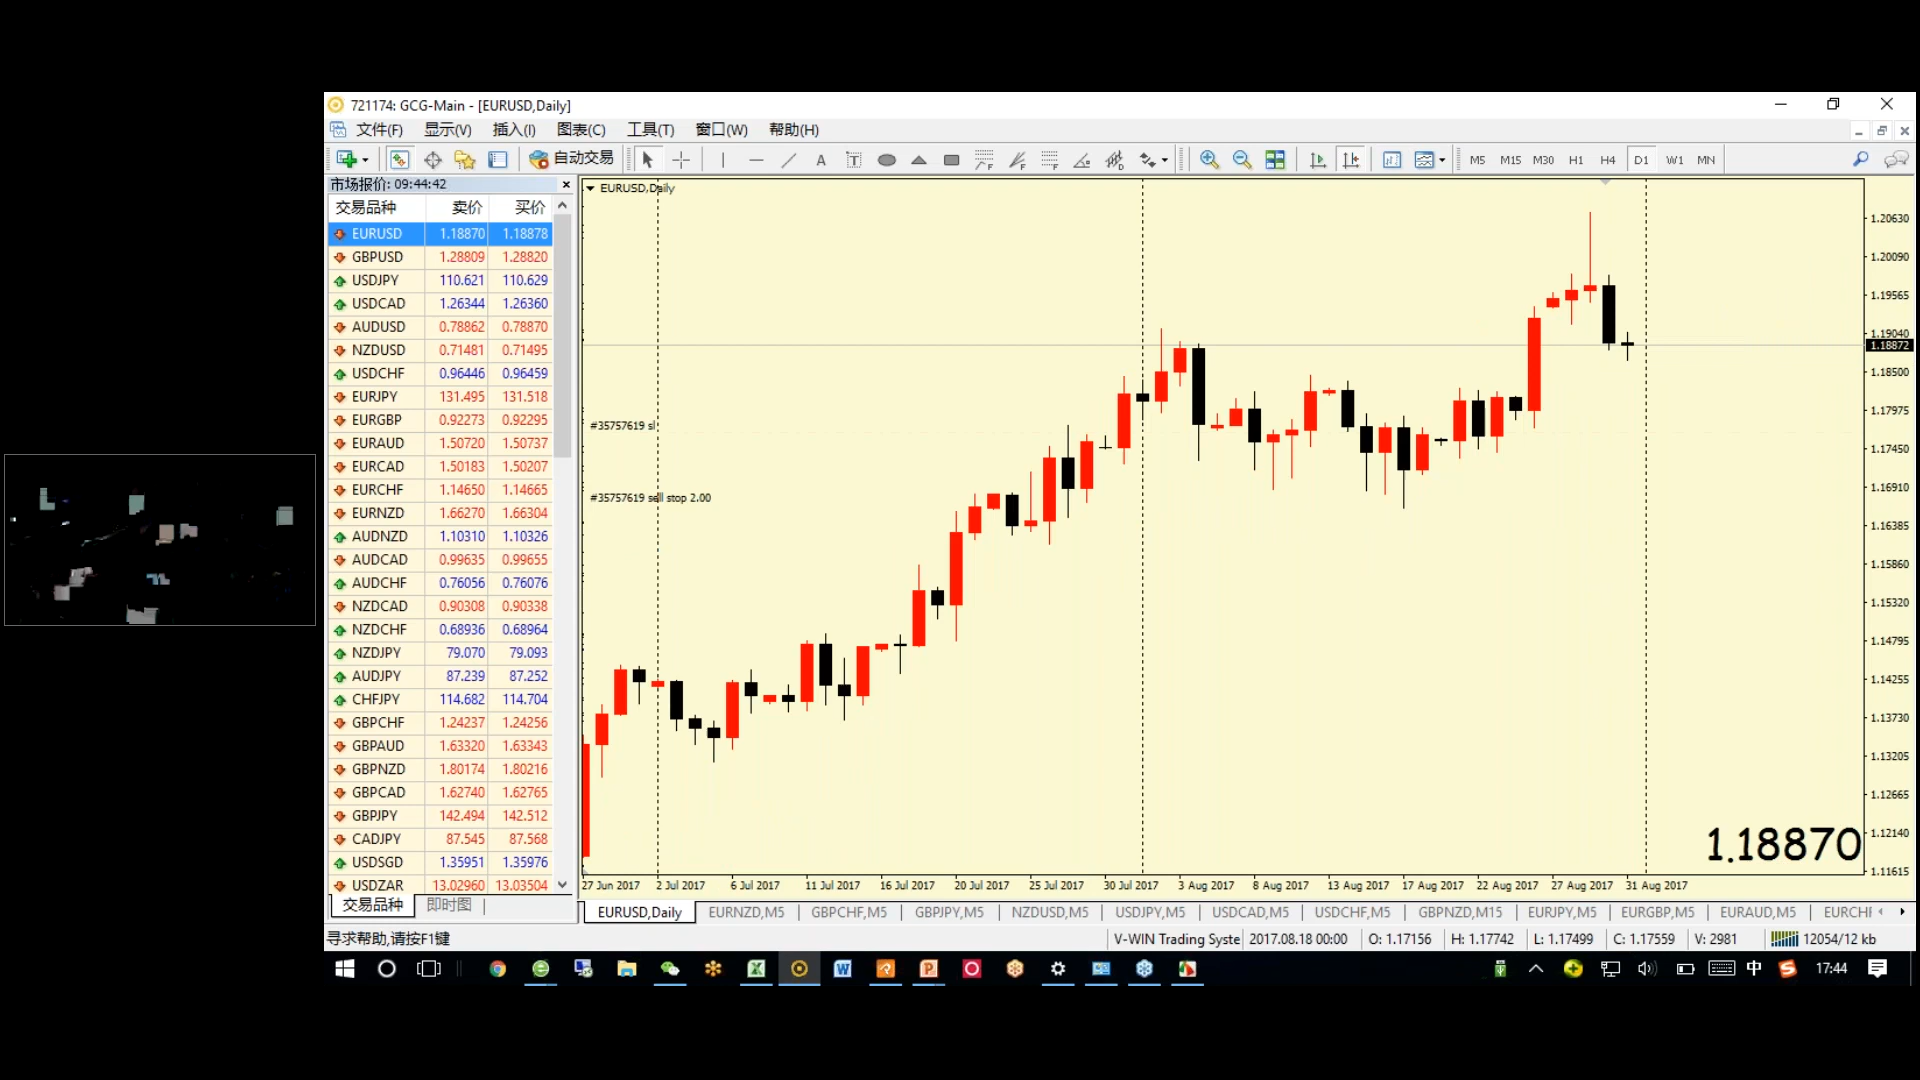 721174: GCG-Main - [EURUSD,Daily]
文件(F) 显示(V) 插入(I) 图表(C) 工具(T) 窗口(W) 帮助(H)
自动交易 A T F F F M5 M15 M30 H1 H4 D1 W1 MN
市场报价: 09:44:42
交易品种 卖价 买价
EURUSD 1.18870 1.18878
GBPUSD 1.28809 1.28820
USDJPY 110.621 110.629
USDCAD 1.26344 1.26360
AUDUSD 0.78862 0.78870
NZDUSD 0.71481 0.71495
USDCHF 0.96446 0.96459
EURJPY 131.495 131.518
EURGBP 0.92273 0.92295
EURAUD 1.50720 1.50737
EURCAD 1.50183 1.50207
EURCHF 1.14650 1.14665
EURNZD 1.66270 1.66304
AUDNZD 1.10310 1.10326
AUDCAD 0.99635 0.99655
AUDCHF 0.76056 0.76076
NZDCAD 0.90308 0.90338
NZDCHF 0.68936 0.68964
NZDJPY 79.070 79.093
AUDJPY 87.239 87.252
CHFJPY 114.682 114.704
GBPCHF 1.24237 1.24256
GBPAUD 1.63320 1.63343
GBPNZD 1.80174 1.80216
GBPCAD 1.62740 1.62765
GBPJPY 142.494 142.512
CADJPY 87.545 87.568
USDSGD 1.35951 1.35976
USDZAR 13.02960 13.03504
交易品种 即时图
EURUSD,Daily
#35757619 sl
#35757619 sell stop 2.00
1.20630
1.20090
1.19565
1.19040
1.18872
1.18500
1.17975
1.17450
1.16910
1.16385
1.15860
1.15320
1.14795
1.14255
1.13730
1.13205
1.12665
1.12140
1.11615
1.18870
27 Jun 2017 2 Jul 2017 6 Jul 2017 11 Jul 2017 16 Jul 2017 20 Jul 2017 25 Jul 2017 30 Jul 2017 3 Aug 2017 8 Aug 2017 13 Aug 2017 17 Aug 2017 22 Aug 2017 27 Aug 2017 31 Aug 2017
EURUSD,Daily EURNZD,M5 GBPCHF,M5 GBPJPY,M5 NZDUSD,M5 USDJPY,M5 USDCAD,M5 USDCHF,M5 GBPNZD,M15 EURJPY,M5 EURGBP,M5 EURAUD,M5 EURCHF
寻求帮助,请按F1键 V-WIN Trading Syste 2017.08.18 00:00 O: 1.17156 H: 1.17742 L: 1.17499 C: 1.17559 V: 2981 12054/12 kb
中 17:44